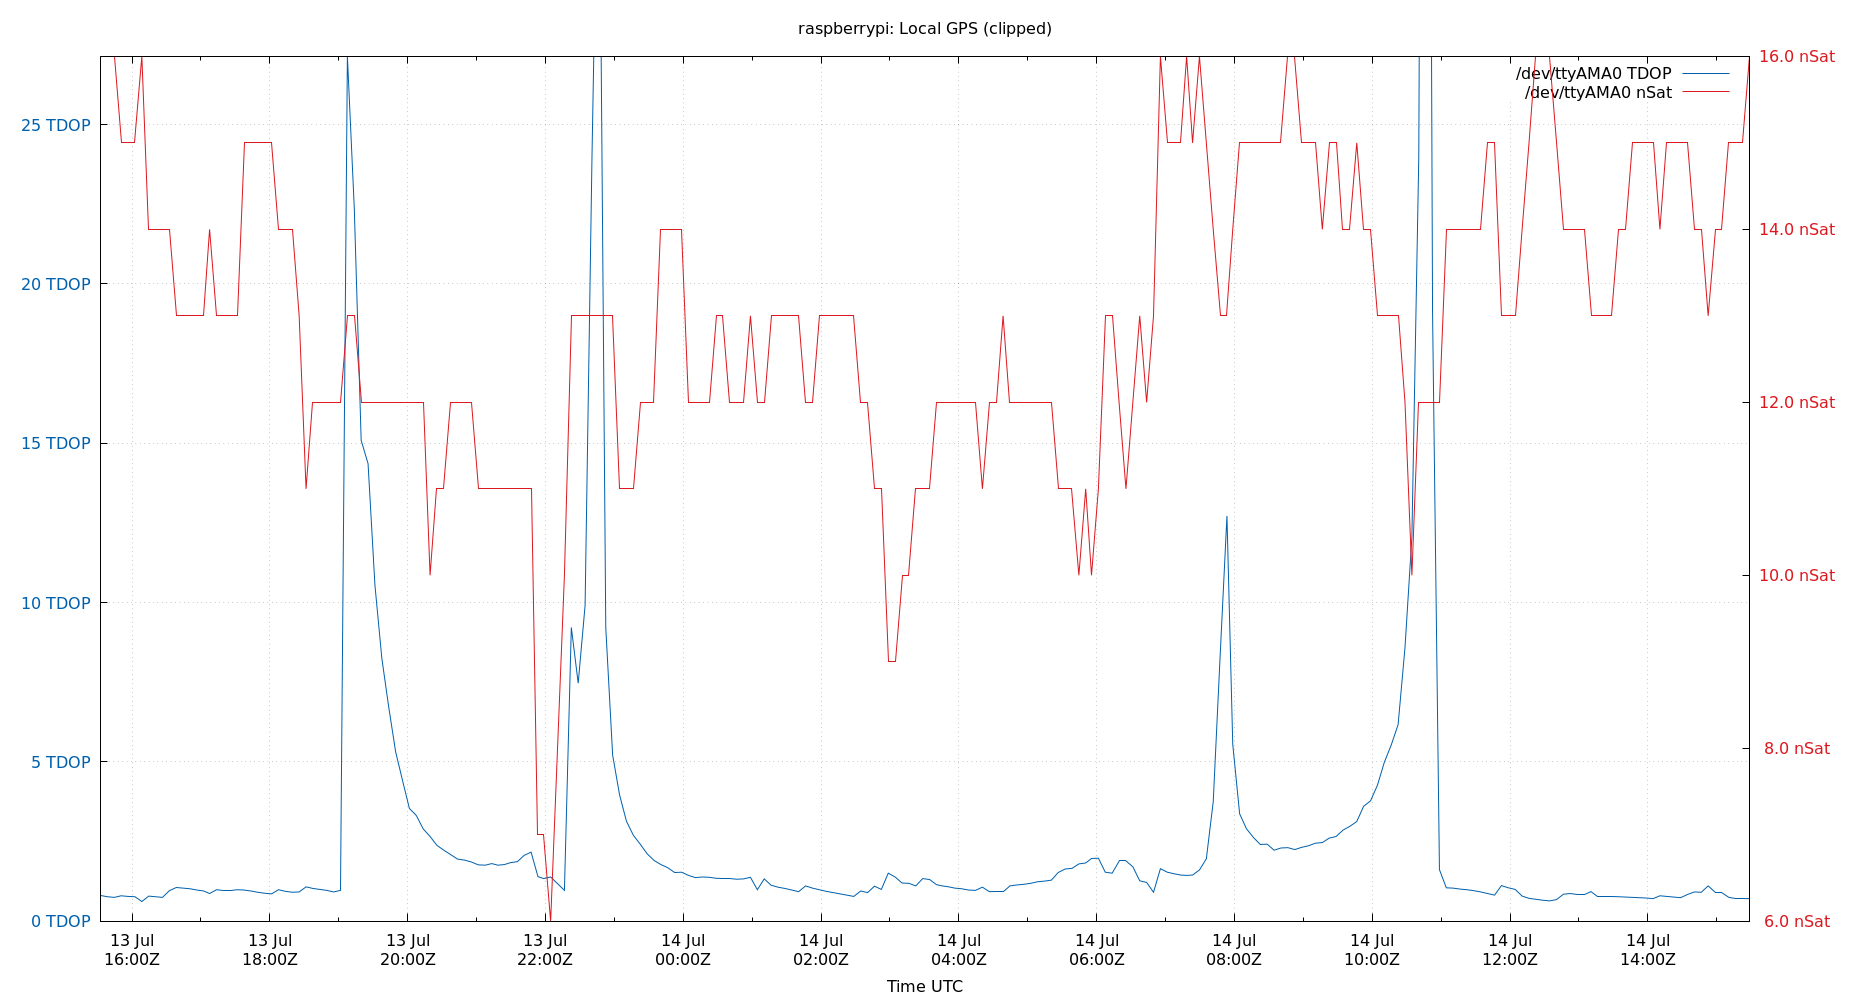 raspberrypi: Local GPS (clipped)
/dev/ttyAMA0 TDOP
/dev/ttyAMA0 nSat
25 TDOP
20 TDOP
15 TDOP
10 TDOP
5 TDOP
0 TDOP
16.0 nSat
14.0 nSat
12.0 nSat
10.0 nSat
8.0 nSat
6.0 nSat
13 Jul 13 Jul 13 Jul 13 Jul 14 Jul 14 Jul 14 Jul 14 Jul 14 Jul 14 Jul 14 Jul 14 Jul
16:00Z 18:00Z 20:00Z 22:00Z 00:00Z 02:00Z 04:00Z 06:00Z 08:00Z 10:00Z 12:00Z 14:00Z
Time UTC